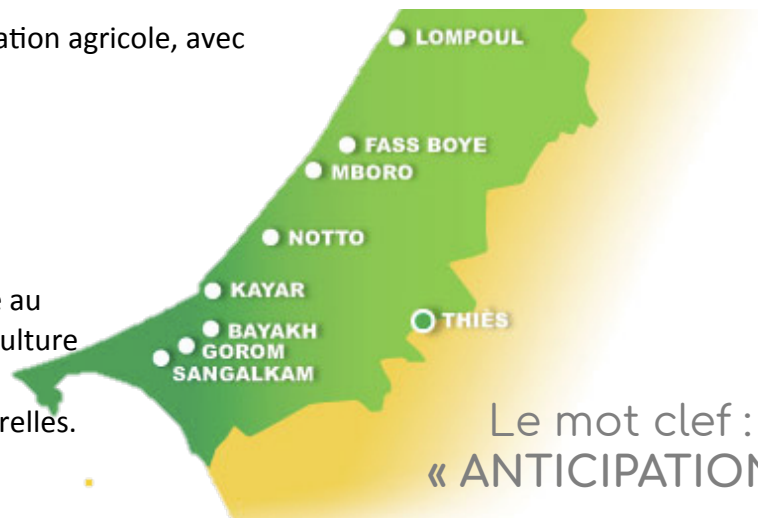 ation agricole, avec
LOMPOUL
FASS BOYE
MBORO
NOTTO
KAYAR
e au
ulture
BAYAKH
GOROM
SANGALKAM
THIÈS
relles.
Le mot clef :
« ANTICIPATION